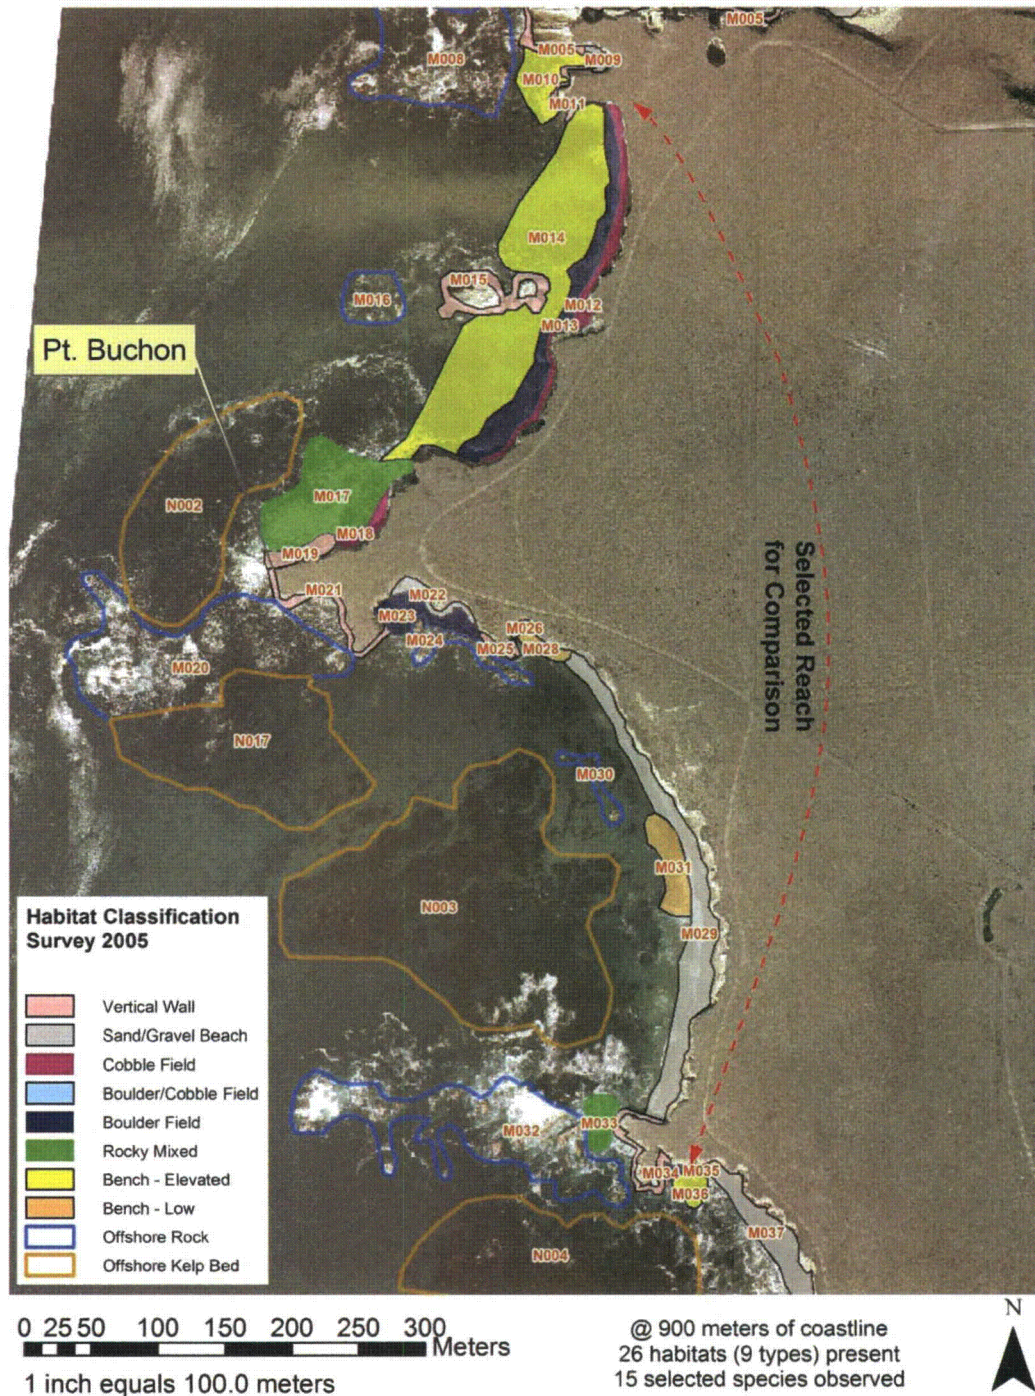 M005
M008
M005
M009
M010
M011
M014
M015
M016
M012
M013
Pt. Buchon
M017
N002
M018
M019
M021
M022
M023
M024
M026
M025
M028
M020
N017
Selected Reach
for Comparison
M030
M031
N003
M029
M033
M032
M034
M035
M036
M037
N004
Habitat Classification
Survey 2005
Vertical Wall
Sand/Gravel Beach
Cobble Field
Boulder/Cobble Field
Boulder Field
Rocky Mixed
Bench - Elevated
Bench - Low
Offshore Rock
Offshore Kelp Bed
0 25 50 100 150 200 250 300
Meters
1 inch equals 100.0 meters
@ 900 meters of coastline
26 habitats (9 types) present
15 selected species observed
N